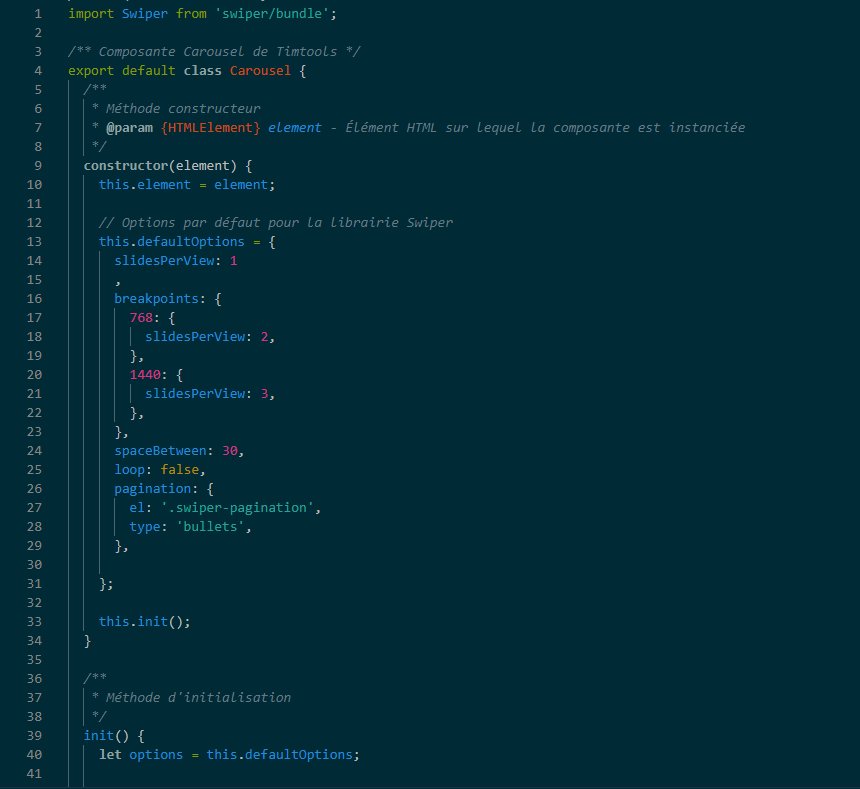 1 import Swiper from 'swiper/bundle';
2
3 /** Composante Carousel de Timtools */
4 export default class Carousel {
5 /**
6 * Méthode constructeur
7 * @param {HTMLElement} element - Élément HTML sur lequel la composante est instanciée
8 */
9 constructor(element) {
10 this.element = element;
11
12 // Options par défaut pour la librairie Swiper
13 this.defaultOptions = {
14 slidesPerView: 1
15 ,
16 breakpoints: {
17 768: {
18 slidesPerView: 2,
19 },
20 1440: {
21 slidesPerView: 3,
22 },
23 },
24 spaceBetween: 30,
25 loop: false,
26 pagination: {
27 el: '.swiper-pagination',
28 type: 'bullets',
29 },
30
31 };
32
33 this.init();
34 }
35
36 /**
37 * Méthode d'initialisation
38 */
39 init() {
40 let options = this.defaultOptions;
41